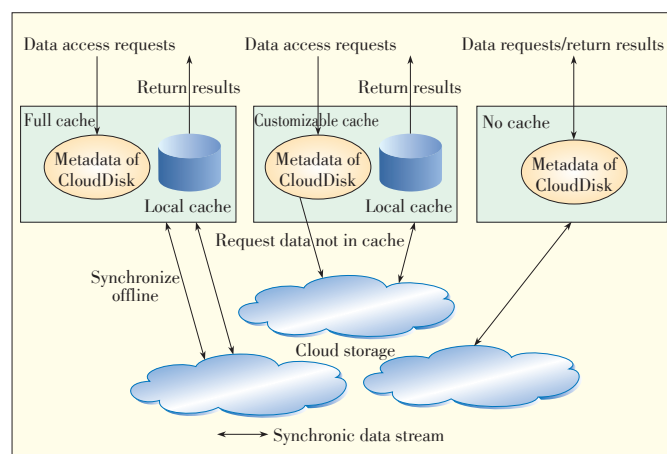 Data access requests
Data access requests
Data requests/return results
Return results
Return results
Full cache
Customizable cache
No cache
Metadata of
CloudDisk
Metadata of
CloudDisk
Metadata of
CloudDisk
Local cache
Local cache
Request data not in cache
Synchronize
offline
Cloud storage
Synchronic data stream